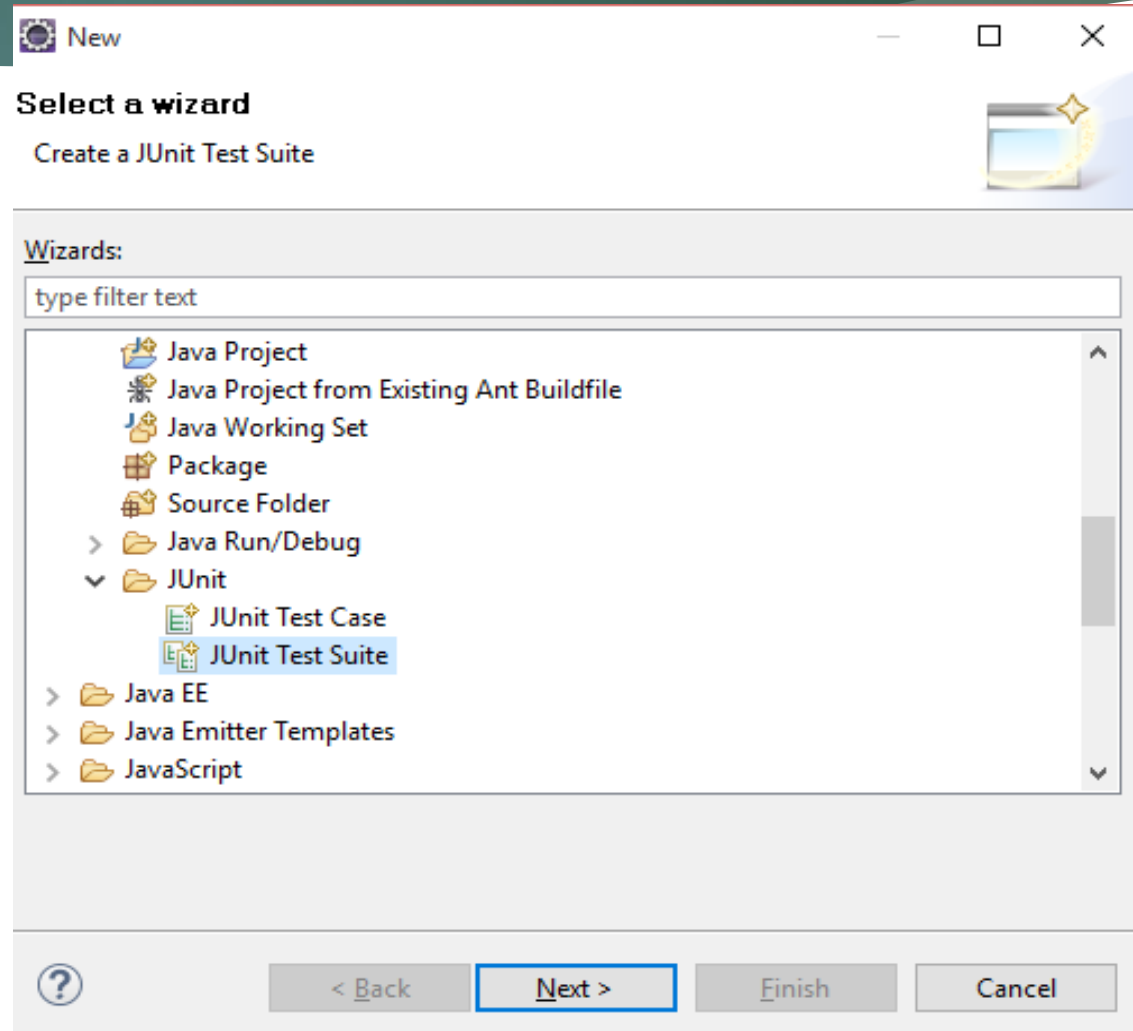 New
Select a wizard
Create a JUnit Test Suite
Wizards:
type filter text
Java Project
Java Project from Existing Ant Buildfile
Java Working Set
Package
Source Folder
Java Run/Debug
JUnit
JUnit Test Case
JUnit Test Suite
Java EE
Java Emitter Templates
JavaScript
? < Back Next > Finish Cancel